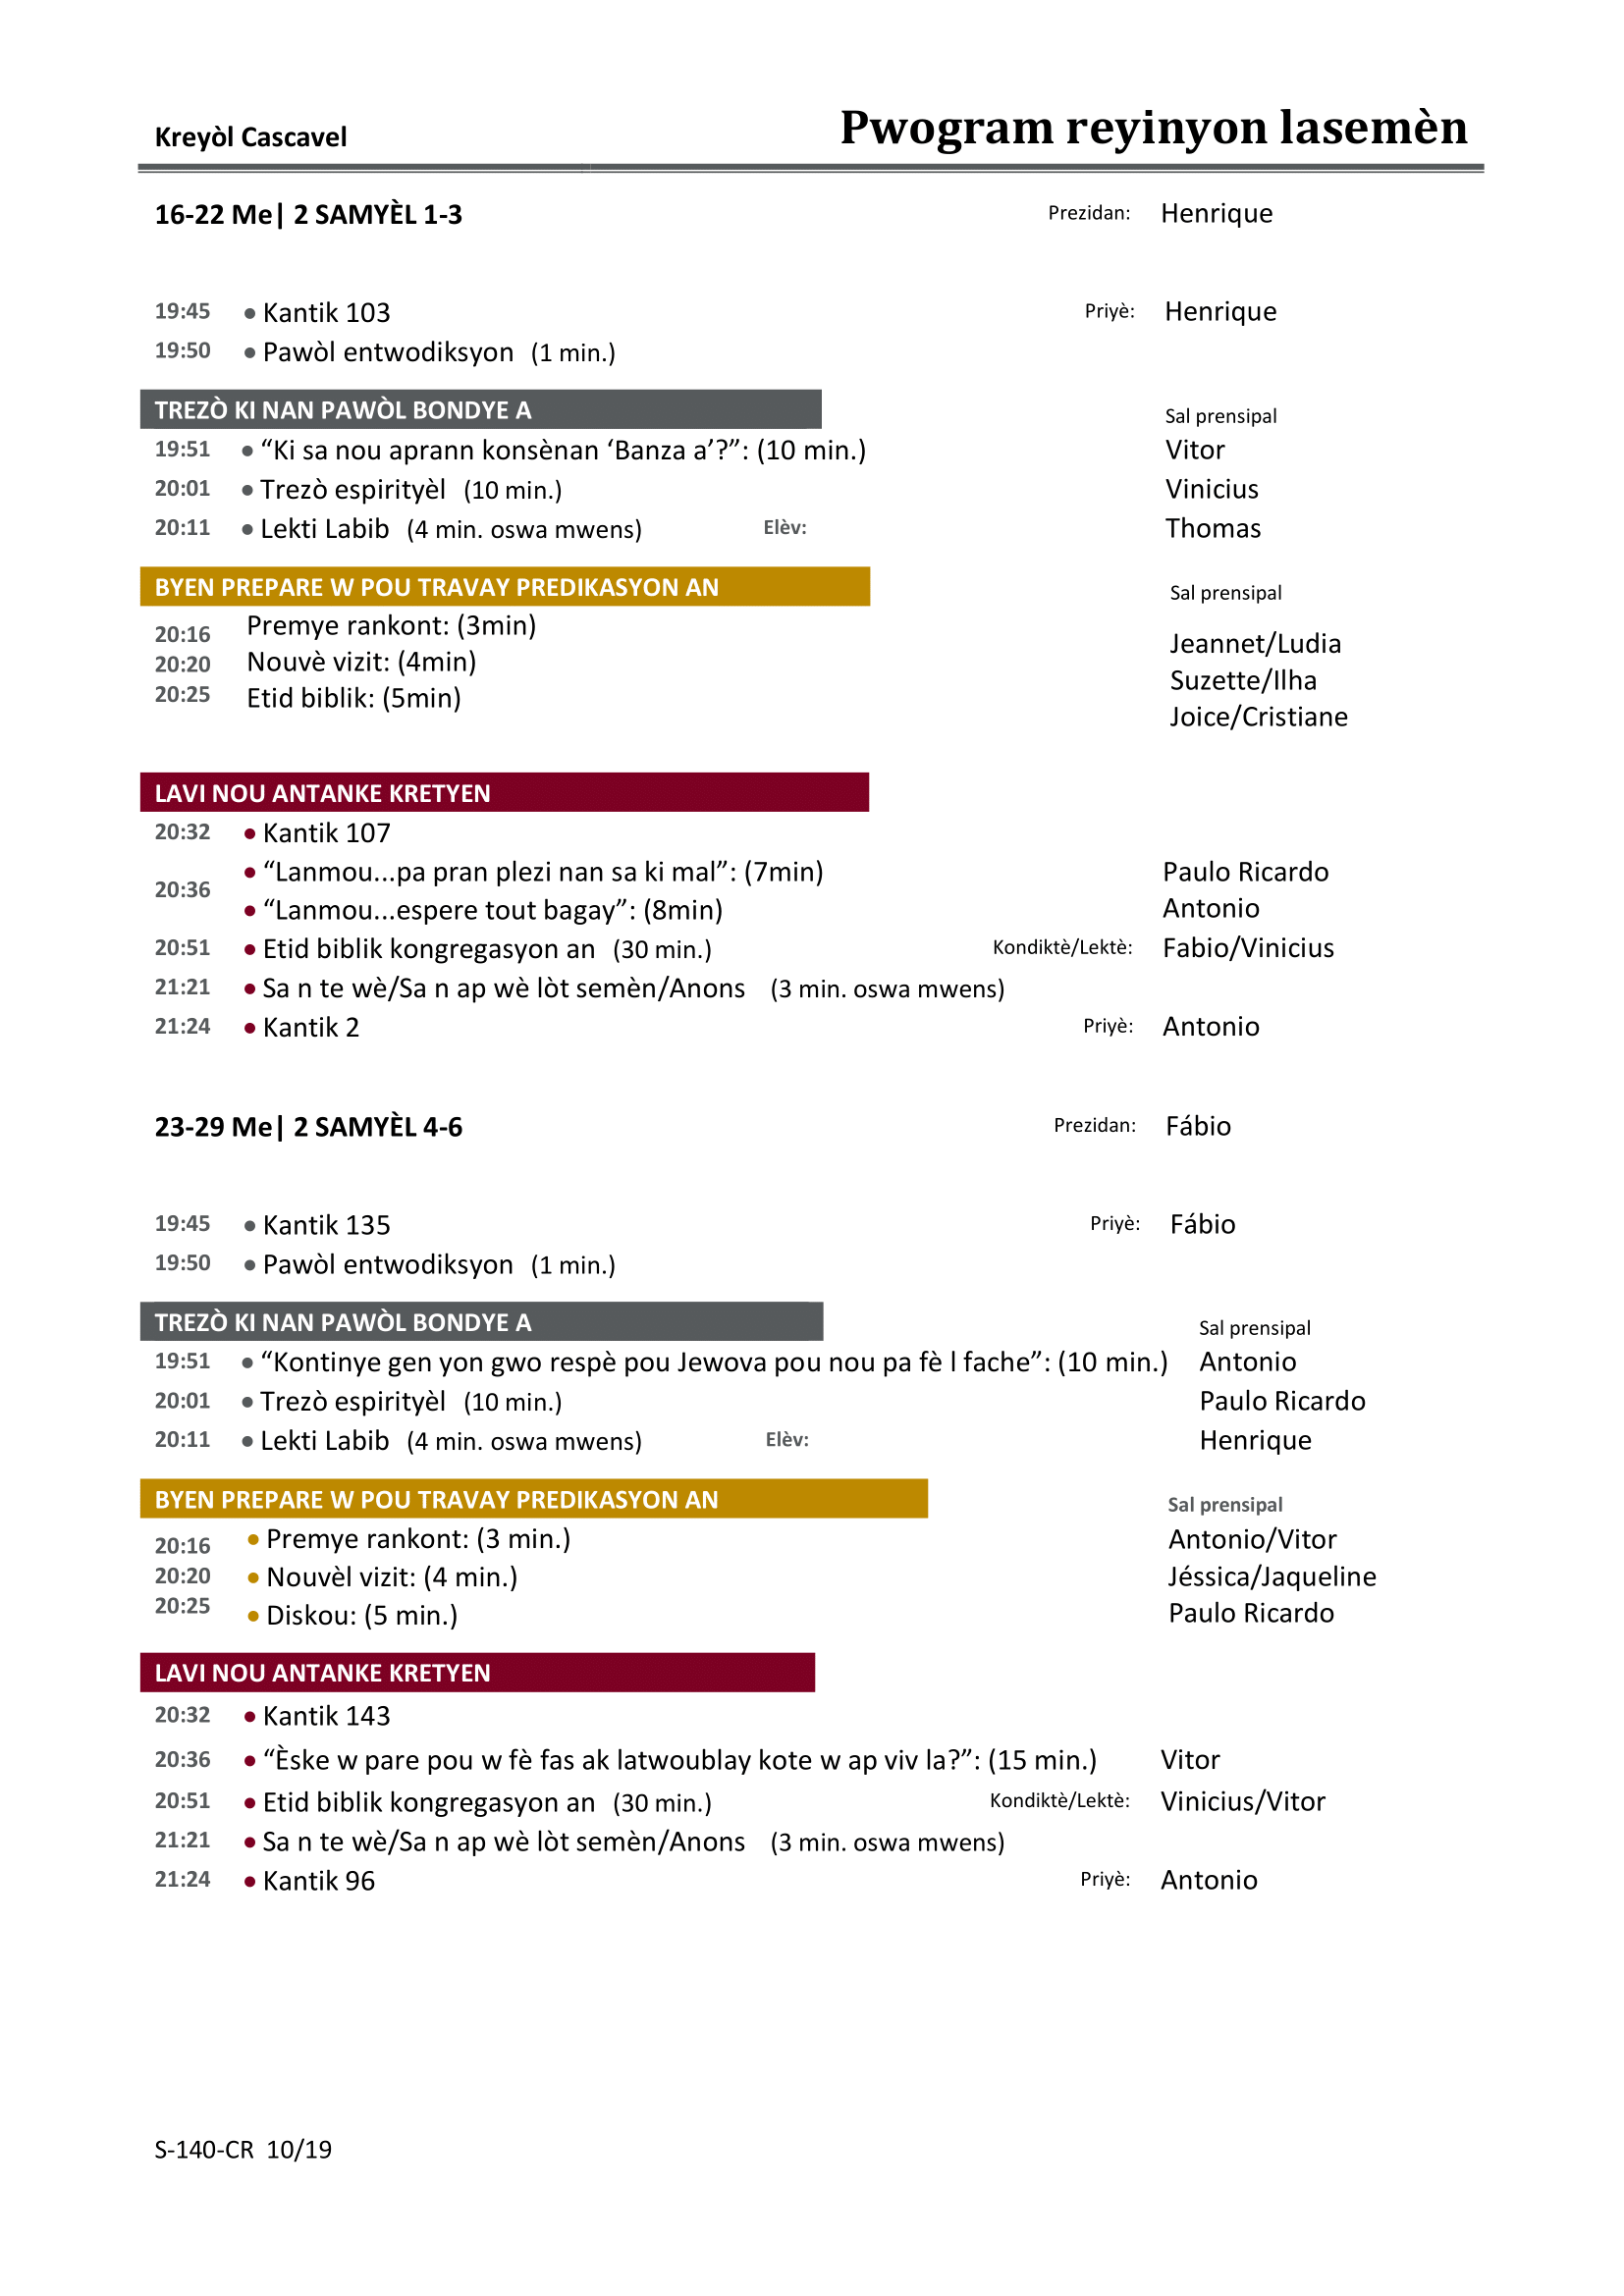 Kreyòl Cascavel Pwogram reyinyon lasemèn
16-22 Me| 2 SAMYÈL 1-3 Prezidan: Henrique
19:45 • Kantik 103 Priyè: Henrique
19:50 • Pawòl entwodiksyon (1 min.)
TREZÒ KI NAN PAWÒL BONDYE A Sal prensipal
19:51 • “Ki sa nou aprann konsènan ‘Banza a’?”: (10 min.) Vitor
20:01 • Trezò espirityèl (10 min.) Vinicius
20:11 • Lekti Labib (4 min. oswa mwens) Elèv: Thomas
BYEN PREPARE W POU TRAVAY PREDIKASYON AN Sal prensipal
20:16 Premye rankont: (3min) Jeannet/Ludia
20:20 Nouvè vizit: (4min) Suzette/Ilha
20:25 Etid biblik: (5min) Joice/Cristiane
LAVI NOU ANTANKE KRETYEN
20:32 • Kantik 107
20:36 • “Lanmou...pa pran plezi nan sa ki mal”: (7min) Paulo Ricardo
• “Lanmou...espere tout bagay”: (8min) Antonio
20:51 • Etid biblik kongregasyon an (30 min.) Kondiktè/Lektè: Fabio/Vinicius
21:21 • Sa n te wè/Sa n ap wè lòt semèn/Anons (3 min. oswa mwens)
21:24 • Kantik 2 Priyè: Antonio
23-29 Me| 2 SAMYÈL 4-6 Prezidan: Fábio
19:45 • Kantik 135 Priyè: Fábio
19:50 • Pawòl entwodiksyon (1 min.)
TREZÒ KI NAN PAWÒL BONDYE A Sal prensipal
19:51 • “Kontinye gen yon gwo respè pou Jewova pou nou pa fè l fache”: (10 min.) Antonio
20:01 • Trezò espirityèl (10 min.) Paulo Ricardo
20:11 • Lekti Labib (4 min. oswa mwens) Elèv: Henrique
BYEN PREPARE W POU TRAVAY PREDIKASYON AN Sal prensipal
20:16 • Premye rankont: (3 min.) Antonio/Vitor
20:20 • Nouvèl vizit: (4 min.) Jéssica/Jaqueline
20:25 • Diskou: (5 min.) Paulo Ricardo
LAVI NOU ANTANKE KRETYEN
20:32 • Kantik 143
20:36 • “Èske w pare pou w fè fas ak latwoublay kote w ap viv la?”: (15 min.) Vitor
20:51 • Etid biblik kongregasyon an (30 min.) Kondiktè/Lektè: Vinicius/Vitor
21:21 • Sa n te wè/Sa n ap wè lòt semèn/Anons (3 min. oswa mwens)
21:24 • Kantik 96 Priyè: Antonio
S-140-CR 10/19